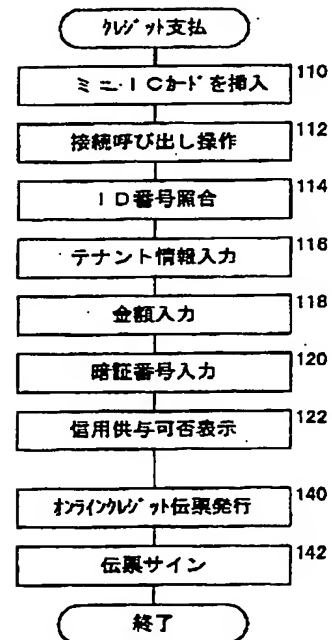 クレジット支払
110
ミニ・ICカードを挿入
112
接続呼び出し操作
114
ID番号照合
116
テナント情報入力
118
金額入力
120
暗証番号入力
122
信用供与可否表示
140
オンラインクレジット伝票発行
142
伝票サイン
終了